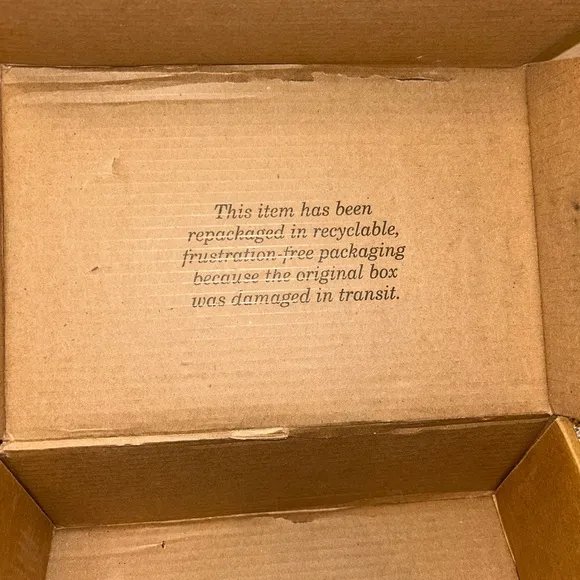 This item has been
repackaged in recyclable,
frustration-free packaging
because the original box
was damaged in transit.